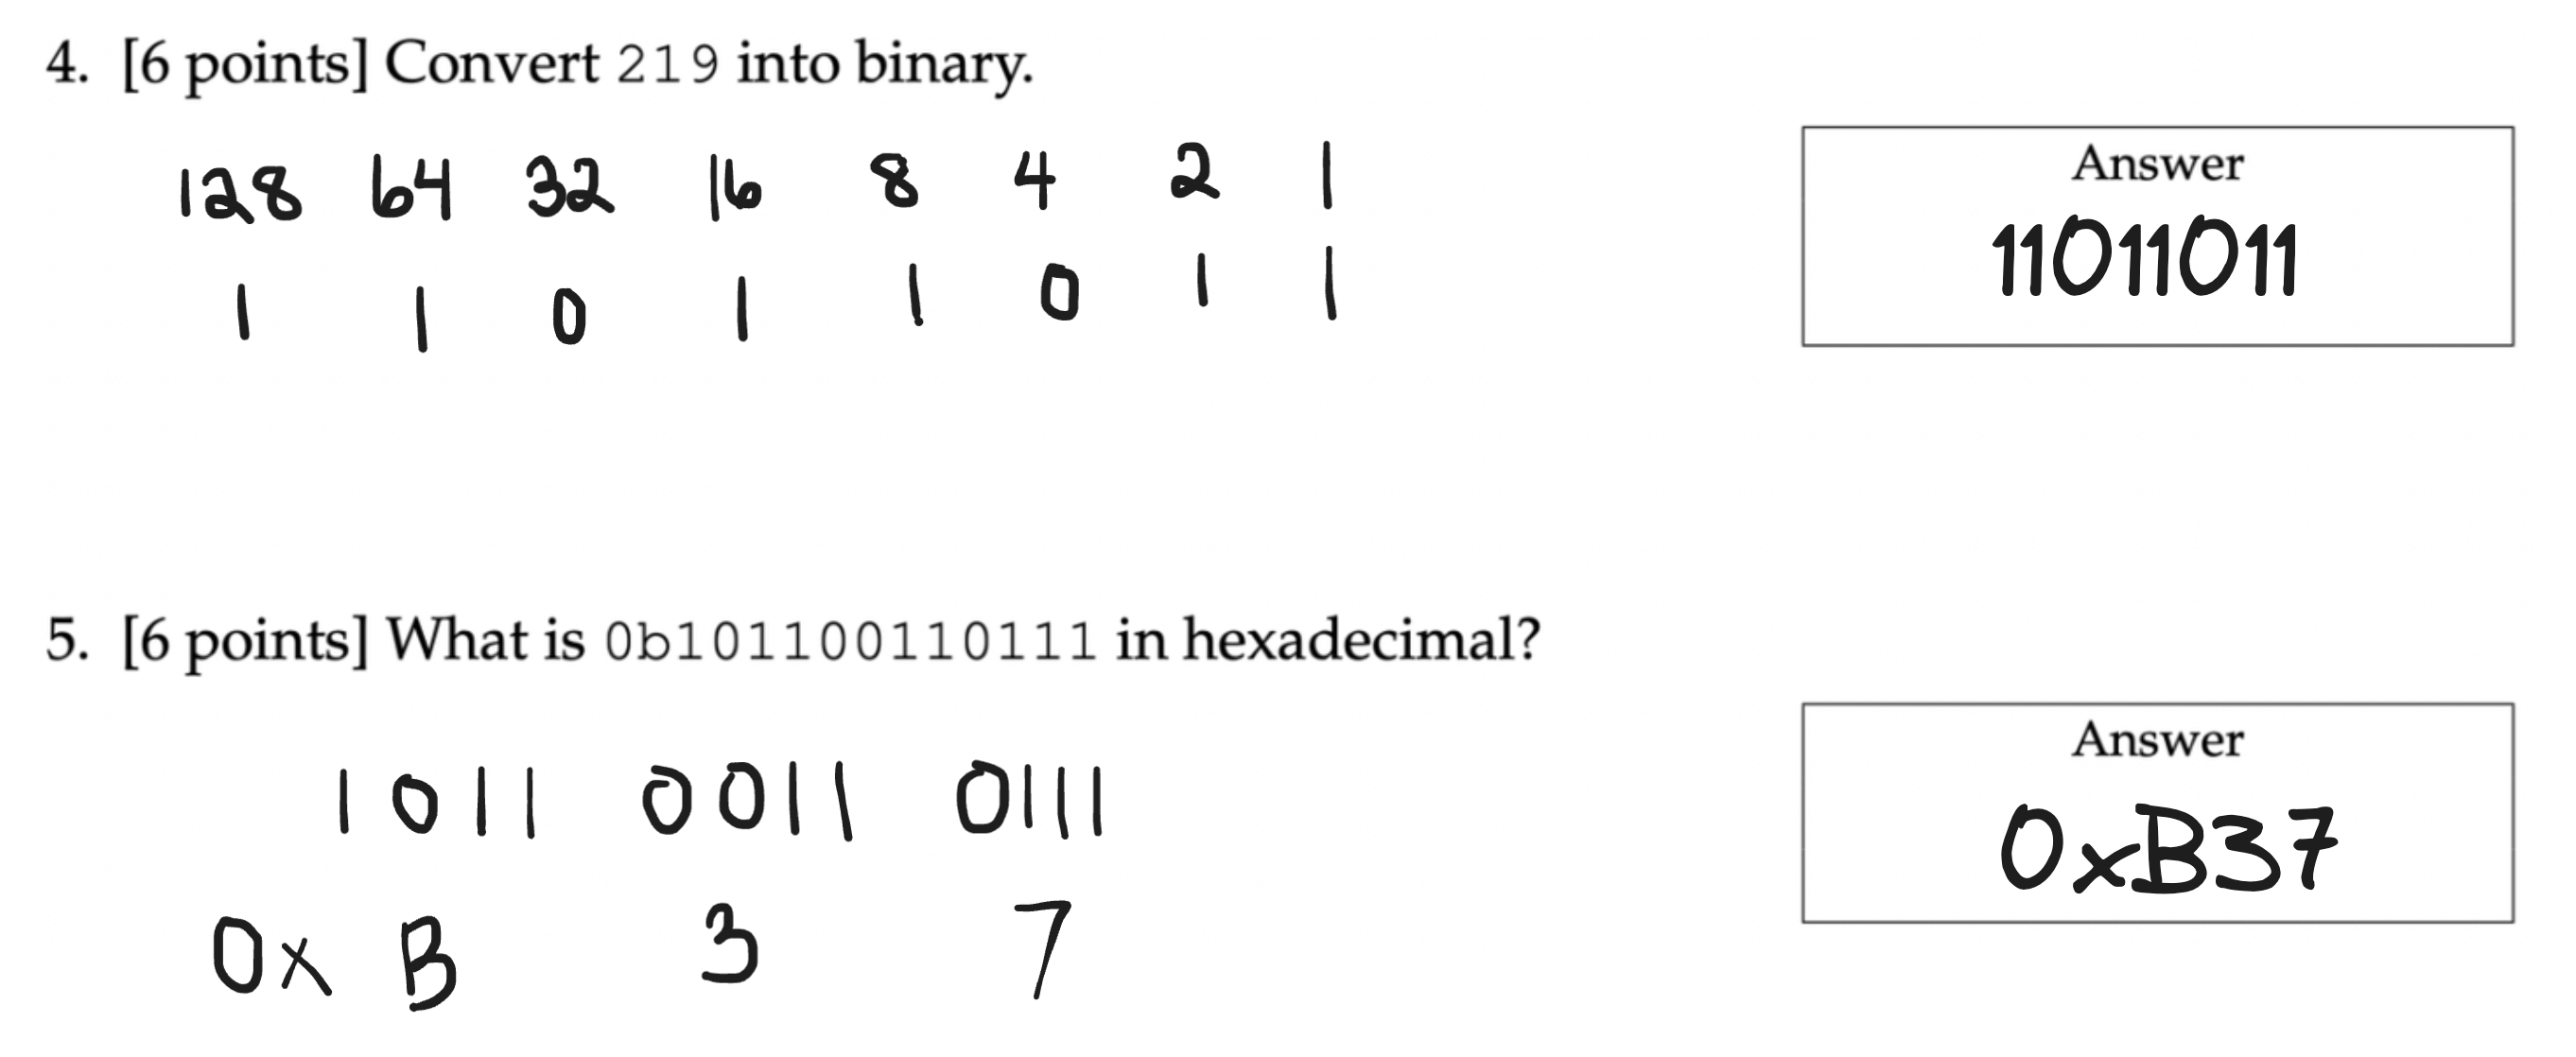 4. [6 points] Convert 219 into binary.
128 64 32 16 8 4 2 1
1 1 0 1 1 0 1 1
Answer
11011011
5. [6 points] What is 0b101100110111 in hexadecimal?
1011 0011 0111
0x B 3 7
Answer
0xB37